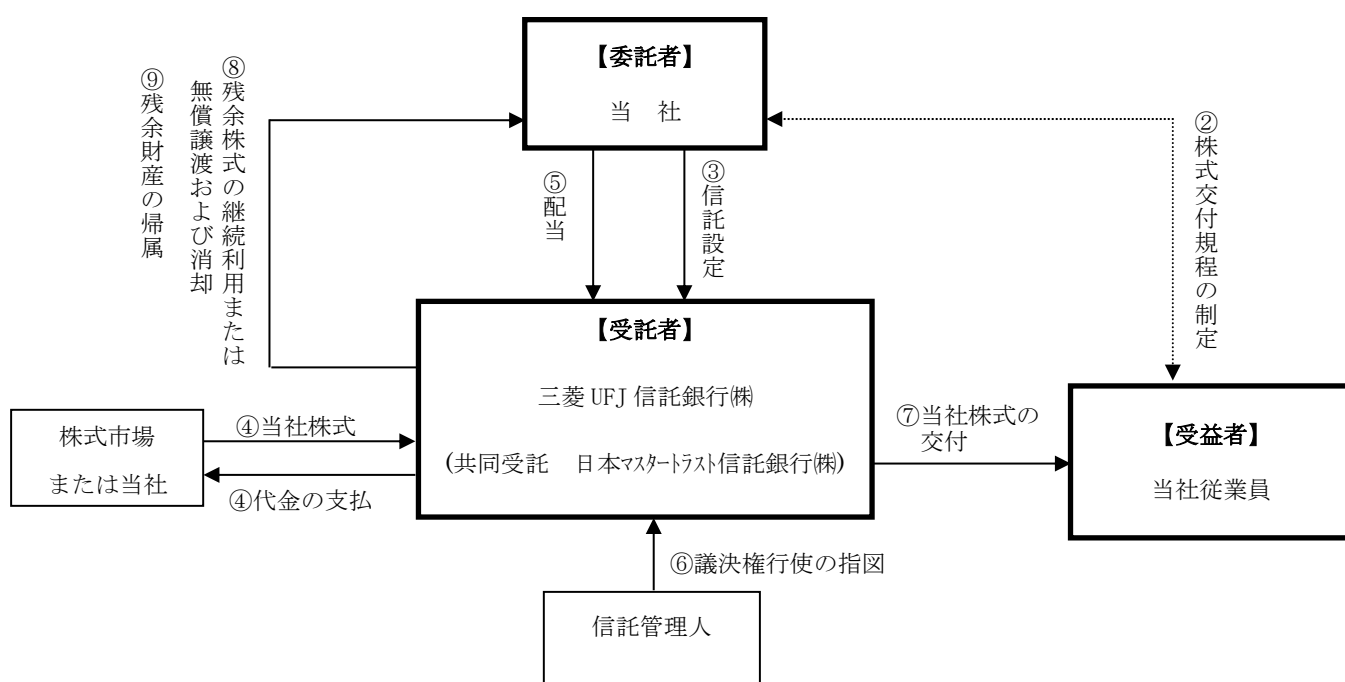 【委託者】
当　社
⑨残余財産の帰属
⑧残余株式の継続利用または
無償譲渡および消却
⑤配当
③信託設定
②株式交付規程の制定
【受託者】
三菱 UFJ 信託銀行㈱
(共同受託　日本ﾏｽﾀｰﾄﾗｽﾄ信託銀行㈱)
株式市場
または当社
④当社株式
④代金の支払
⑦当社株式の
交付
【受益者】
当社従業員
⑥議決権行使の指図
信託管理人